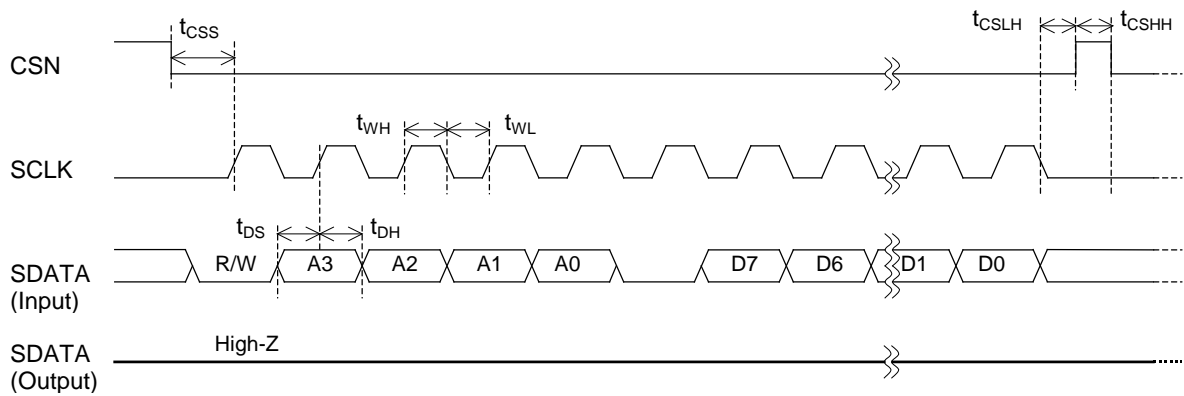 tCSS
tCSLH
tCSHH
CSN
tWH
tWL
SCLK
tDS
tDH
SDATA
(Input)
R/W
A3
A2
A1
A0
D7
D6
D1
D0
High-Z
SDATA
(Output)